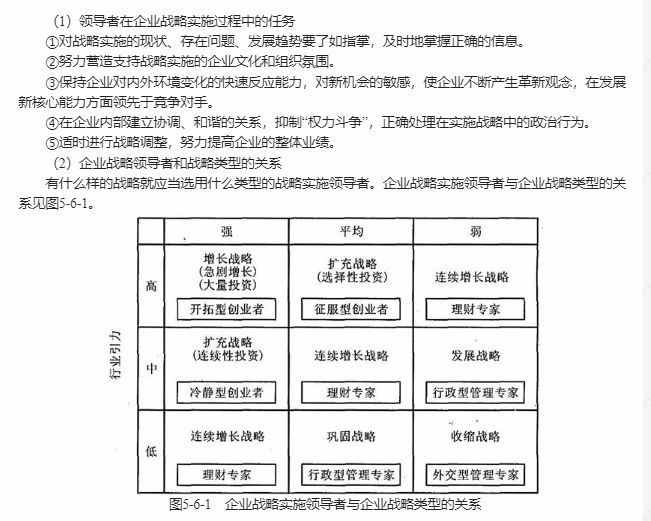 （1）领导者在企业战略实施过程中的任务
①对战略实施的现状、存在问题、发展趋势要了如指掌，及时地掌握正确的信息。
②努力营造支持战略实施的企业文化和组织氛围。
③保持企业对内外环境变化的快速反应能力，对新机会的敏感，使企业不断产生革新观念，在发展
新核心能力方面领先于竞争对手。
④在企业内部建立协调、和谐的关系，抑制“权力斗争”，正确处理在实施战略中的政治行为。
⑤适时进行战略调整，努力提高企业的整体业绩。
（2）企业战略领导者和战略类型的关系
有什么样的战略就应当选用什么类型的战略实施领导者。企业战略实施领导者与企业战略类型的关
系见图5-6-1。
强 平均 弱
行业引力
高
增长战略
(急剧增长)
(大量投资)
开拓型创业者
扩充战略
(选择性投资)
征服型创业者
连续增长战略
理财专家
中
扩充战略
(连续性投资)
冷静型创业者
连续增长战略
理财专家
发展战略
行政型管理专家
低
连续增长战略
理财专家
巩固战略
行政型管理专家
收缩战略
外交型管理专家
图5-6-1 企业战略实施领导者与企业战略类型的关系